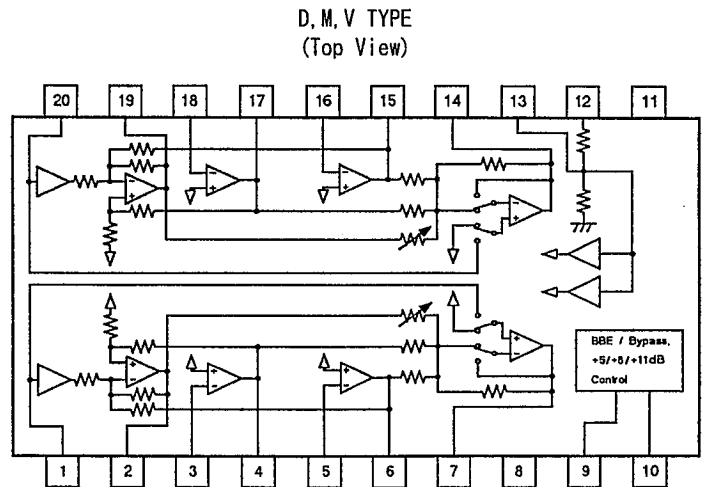 D, M, V TYPE
(Top View)
20 19 18 17 16 15 14 13 12 11
- + - + - + - +
+ - + - + - + -
BBE / Bypass,
+5/+8/+11dB
Control
1 2 3 4 5 6 7 8 9 10